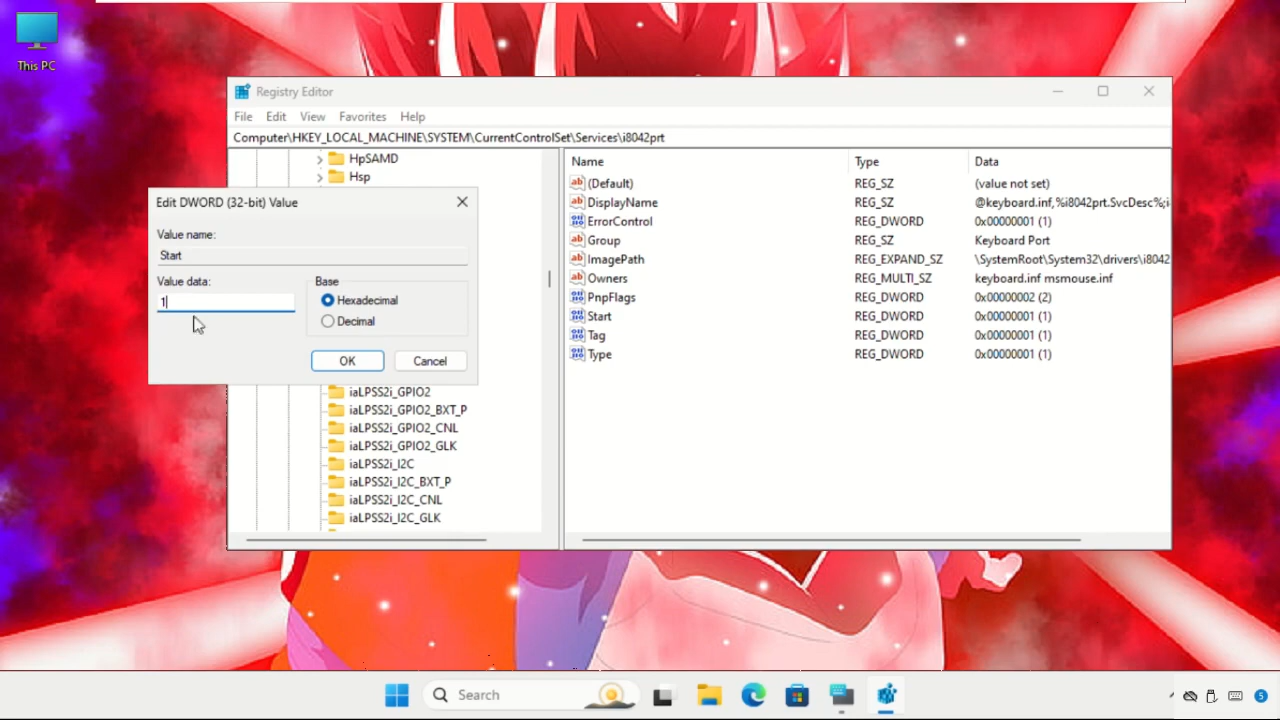 This PC
Registry Editor
File Edit View Favorites Help
Computer\HKEY_LOCAL_MACHINE\SYSTEM\CurrentControlSet\Services\i8042prt
HpSAMD
Hsp
Edit DWORD (32-bit) Value
Value name:
Start
Value data:
1
Base
Hexadecimal
Decimal
OK Cancel
iaLPSS2i_GPIO2
iaLPSS2i_GPIO2_BXT_P
iaLPSS2i_GPIO2_CNL
iaLPSS2i_GPIO2_GLK
iaLPSS2i_I2C
iaLPSS2i_I2C_BXT_P
iaLPSS2i_I2C_CNL
iaLPSS2i_I2C_GLK
Name Type Data
(Default) REG_SZ (value not set)
DisplayName REG_SZ @keyboard.inf,%i8042prt.SvcDesc%;i
ErrorControl REG_DWORD 0x00000001 (1)
Group REG_SZ Keyboard Port
ImagePath REG_EXPAND_SZ \SystemRoot\System32\drivers\i8042
Owners REG_MULTI_SZ keyboard.inf msmouse.inf
PnpFlags REG_DWORD 0x00000002 (2)
Start REG_DWORD 0x00000001 (1)
Tag REG_DWORD 0x00000001 (1)
Type REG_DWORD 0x00000001 (1)
Search
5